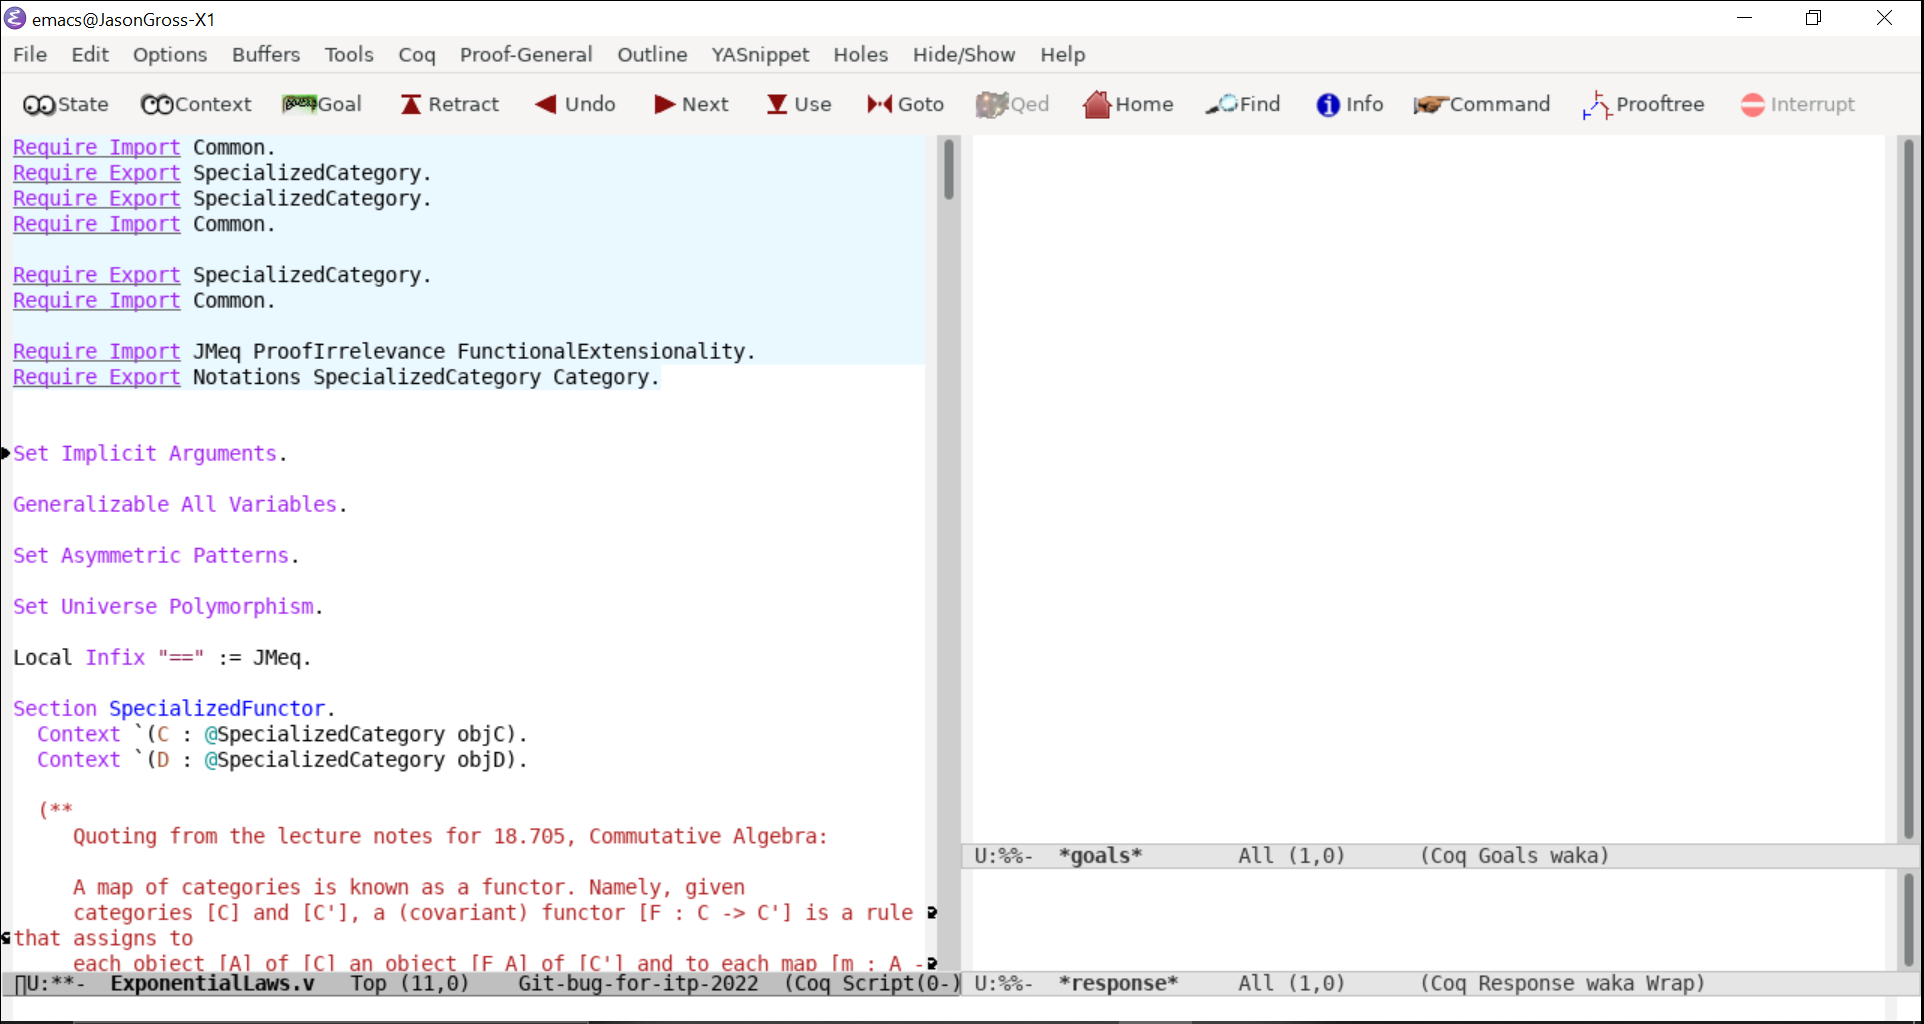 emacs@JasonGross-X1
File Edit Options Buffers Tools Coq Proof-General Outline YASnippet Holes Hide/Show Help
State Context Goal Retract Undo Next Use Goto Qed Home Find Info Command Prooftree Interrupt
Require Import Common.
Require Export SpecializedCategory.
Require Export SpecializedCategory.
Require Import Common.
Require Export SpecializedCategory.
Require Import Common.
Require Import JMeq ProofIrrelevance FunctionalExtensionality.
Require Export Notations SpecializedCategory Category.
Set Implicit Arguments.
Generalizable All Variables.
Set Asymmetric Patterns.
Set Universe Polymorphism.
Local Infix "==" := JMeq.
Section SpecializedFunctor.
  Context `(C : @SpecializedCategory objC).
  Context `(D : @SpecializedCategory objD).
  (**
     Quoting from the lecture notes for 18.705, Commutative Algebra:
     A map of categories is known as a functor. Namely, given
     categories [C] and [C'], a (covariant) functor [F : C -> C'] is a rule
that assigns to
     each object [A] of [C] an object [F A] of [C'] and to each map [m : A -
U:**-  ExponentialLaws.v   Top (11,0)    Git-bug-for-itp-2022  (Coq Script(0-)
U:%%-  *goals*        All (1,0)      (Coq Goals waka)
U:%%-  *response*     All (1,0)      (Coq Response waka Wrap)